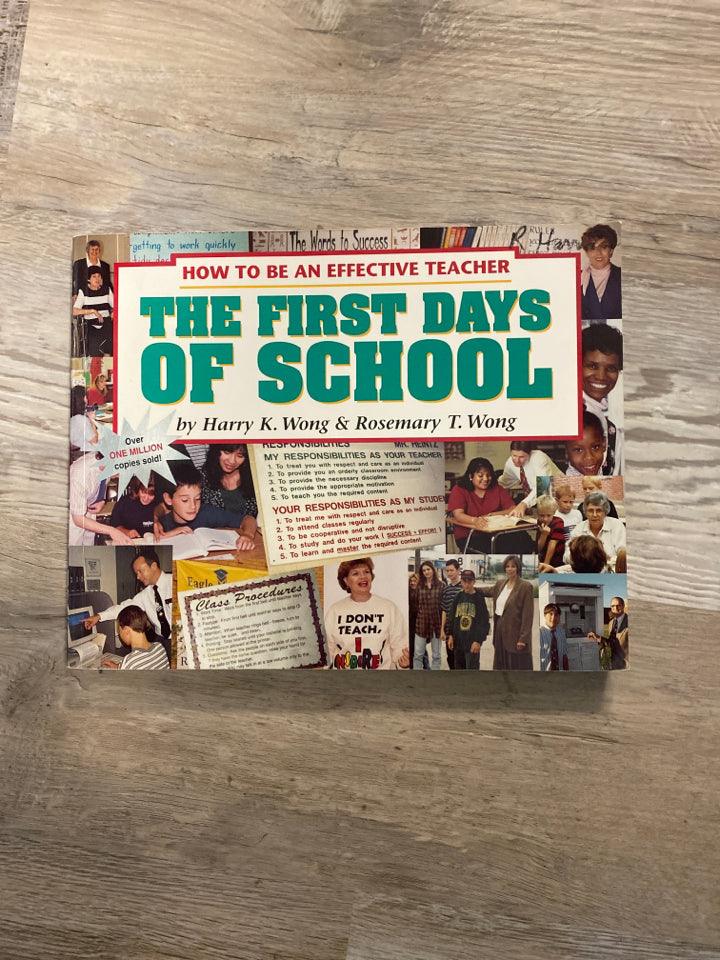 getting to work quickly
The Words to Success
HOW TO BE AN EFFECTIVE TEACHER
THE FIRST DAYS
OF SCHOOL
by Harry K. Wong & Rosemary T. Wong
Over
ONE MILLION
copies sold!
RESPONSIBILITIES MR. HEINTZ
MY RESPONSIBILITIES AS YOUR TEACHER
1. To treat you with respect and care as an individual
2. To provide you an orderly classroom environment
3. To provide the necessary discipline
4. To provide the appropriate motivation
5. To teach you the required content
YOUR RESPONSIBILITIES AS MY STUDEN
1. To treat me with respect and care as an individual
2. To attend classes regularly
3. To be cooperative and not disruptive
4. To study and do your work ( SUCCESS = EFFORT )
5. To learn and master the required content
Eagle
Class Procedures
I DON'T
TEACH,
I